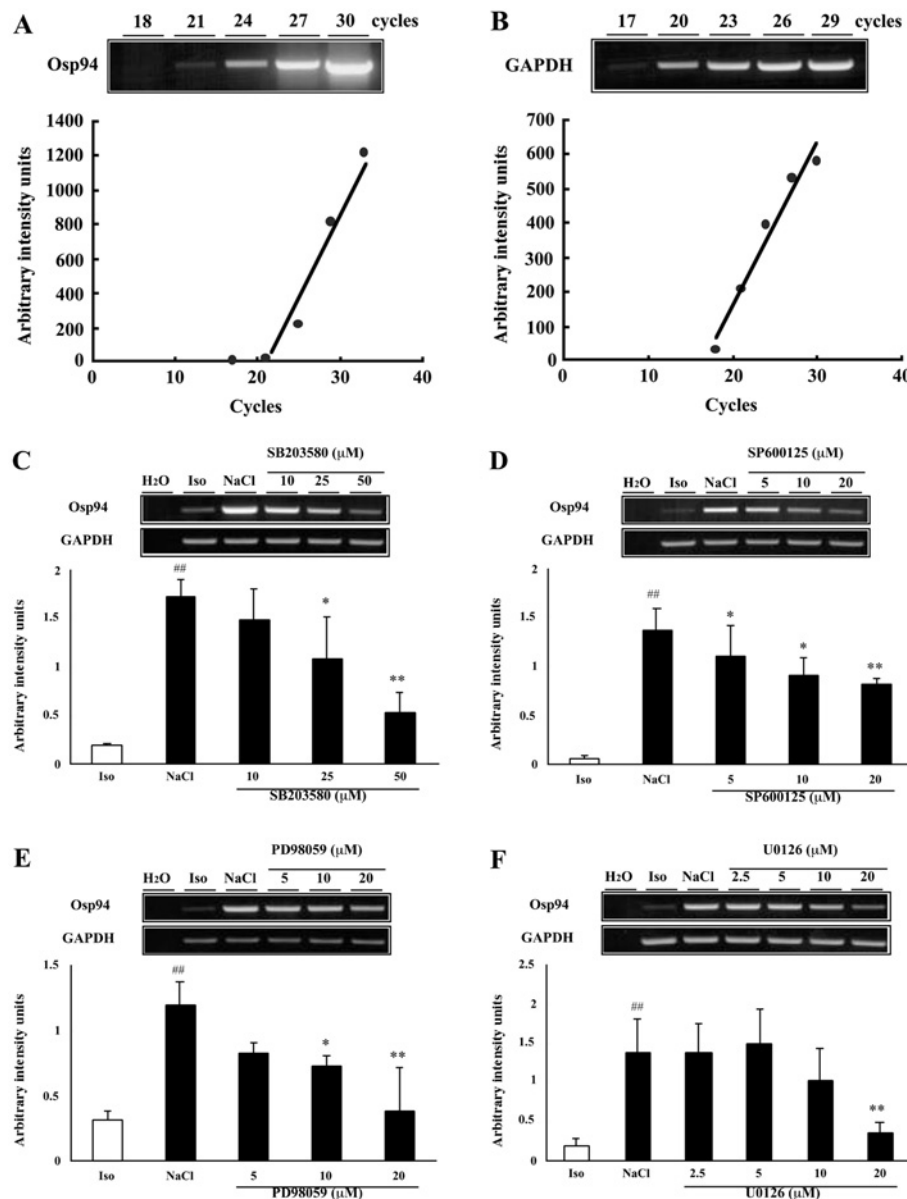 A 18 21 24 27 30 cycles
Osp94
1400
1200
1000
800
600
400
200
0
0 10 20 30 40
Arbitrary intensity units
Cycles
B 17 20 23 26 29 cycles
GAPDH
700
600
500
400
300
200
100
0
0 10 20 30 40
Arbitrary intensity units
Cycles
C SB203580 (μM)
H2O Iso NaCl 10 25 50
Osp94
GAPDH
2
1.5
1
0.5
0
Arbitrary intensity units
##
*
**
Iso NaCl 10 25 50
SB203580 (μM)
D SP600125 (μM)
H2O Iso NaCl 5 10 20
Osp94
GAPDH
2
1.5
1
0.5
0
Arbitrary intensity units
##
*
*
**
Iso NaCl 5 10 20
SP600125 (μM)
E PD98059 (μM)
H2O Iso NaCl 5 10 20
Osp94
GAPDH
1.5
1
0.5
0
Arbitrary intensity units
##
*
**
Iso NaCl 5 10 20
PD98059 (μM)
F U0126 (μM)
H2O Iso NaCl 2.5 5 10 20
Osp94
GAPDH
2.5
2
1.5
1
0.5
0
Arbitrary intensity units
##
**
Iso NaCl 2.5 5 10 20
U0126 (μM)